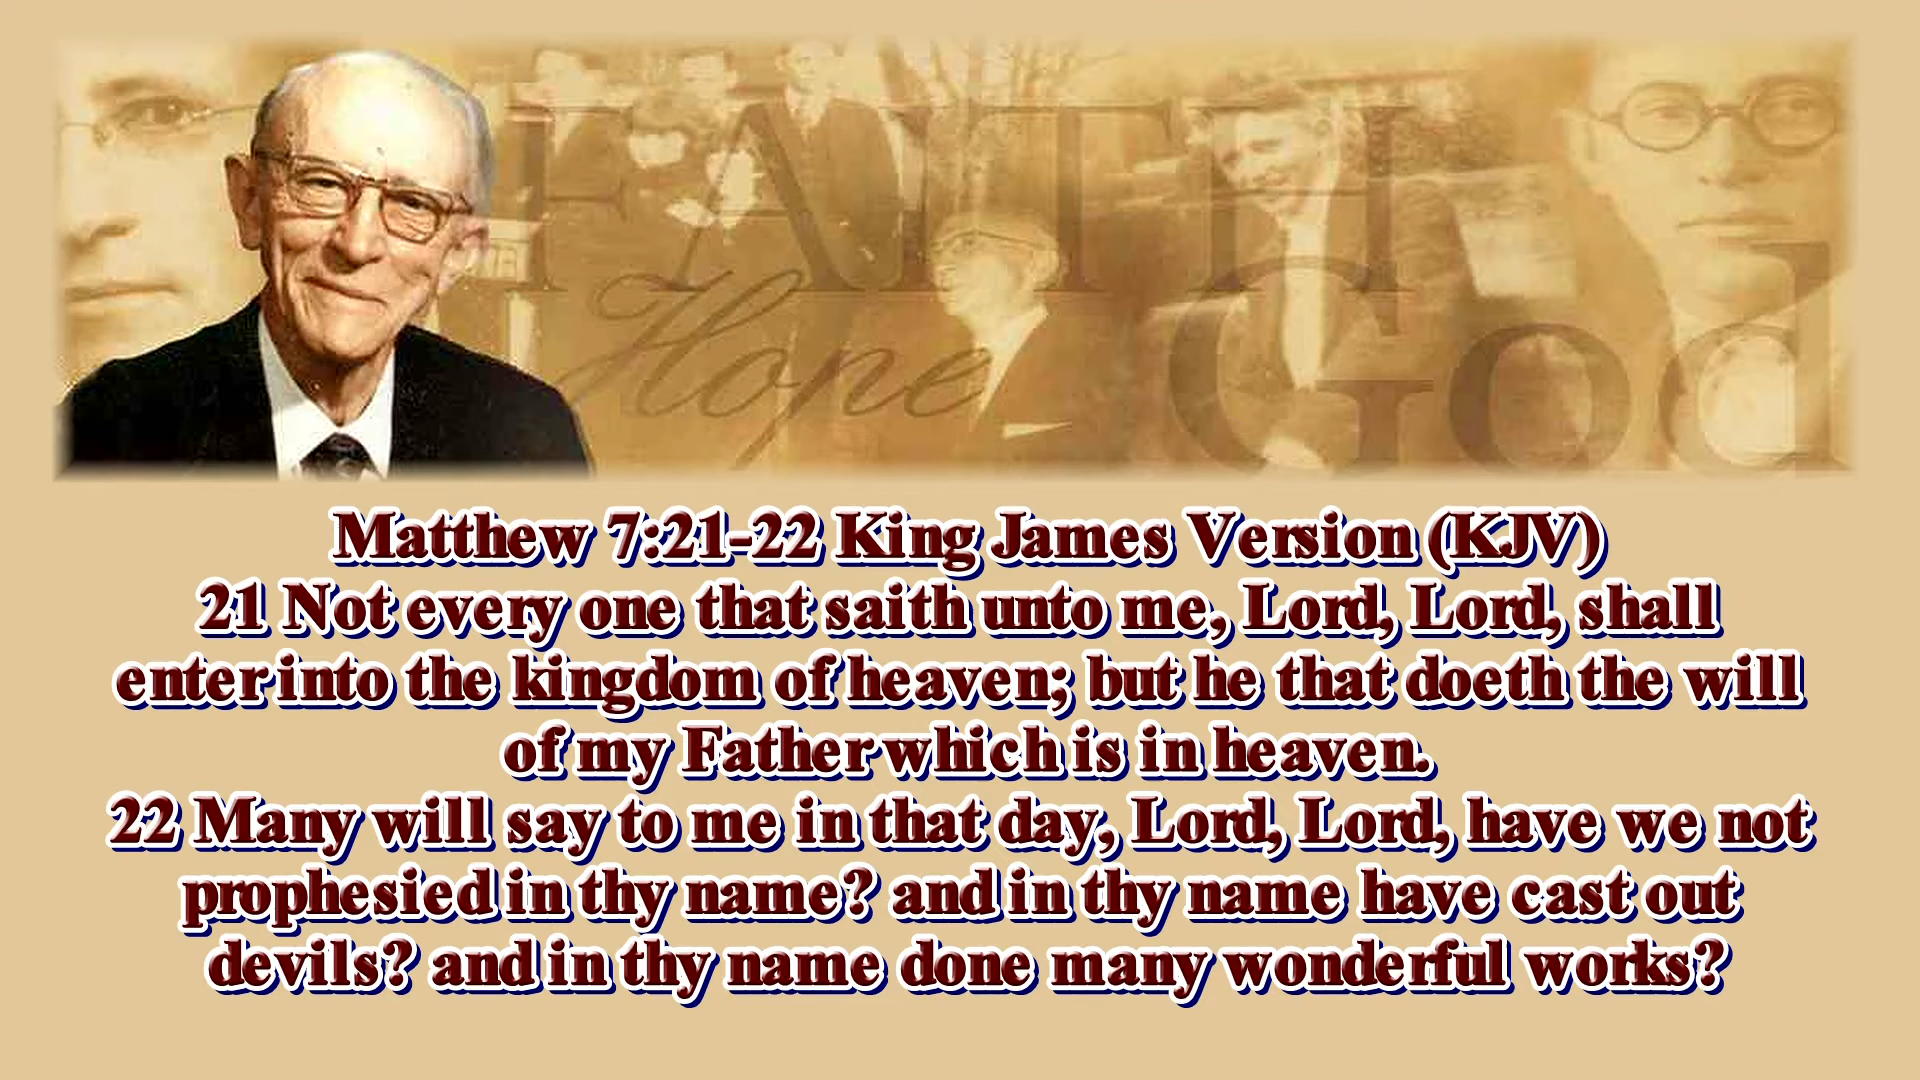 FAITH
Hope
God
Matthew 7:21-22 King James Version (KJV)
21 Not every one that saith unto me, Lord, Lord, shall
enter into the kingdom of heaven; but he that doeth the will
of my Father which is in heaven.
22 Many will say to me in that day, Lord, Lord, have we not
prophesied in thy name? and in thy name have cast out
devils? and in thy name done many wonderful works?